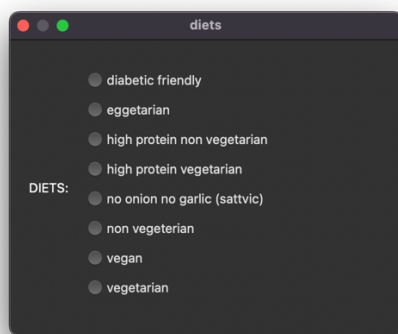 diets
diabetic friendly
eggetarian
high protein non vegetarian
high protein vegetarian
DIETS:
no onion no garlic (sattvic)
non vegeterian
vegan
vegetarian